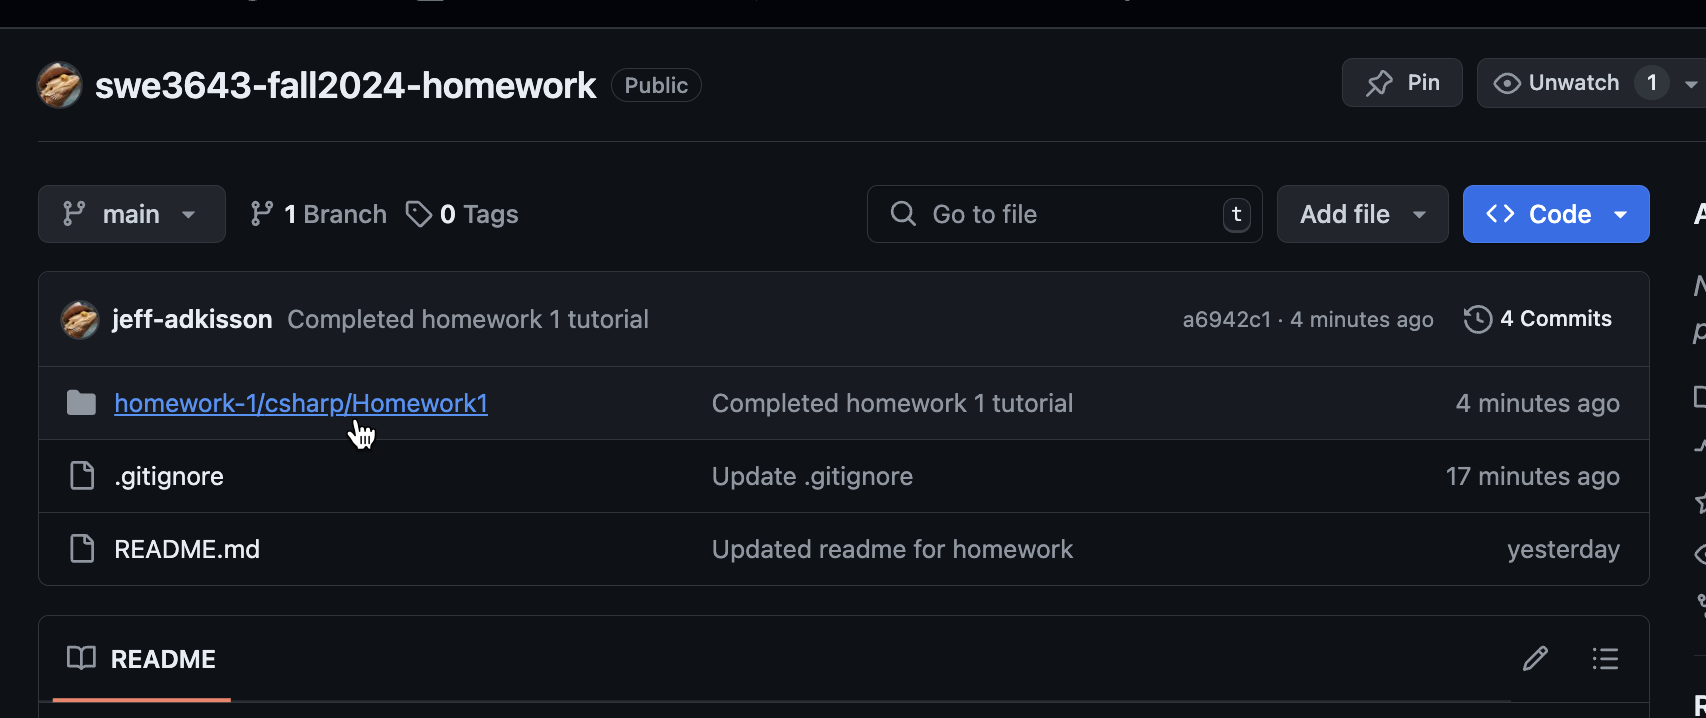 swe3643-fall2024-homework Public Pin Unwatch 1
main 1 Branch 0 Tags Go to file t Add file Code
jeff-adkisson Completed homework 1 tutorial a6942c1 · 4 minutes ago 4 Commits
homework-1/csharp/Homework1 Completed homework 1 tutorial 4 minutes ago
.gitignore Update .gitignore 17 minutes ago
README.md Updated readme for homework yesterday
README